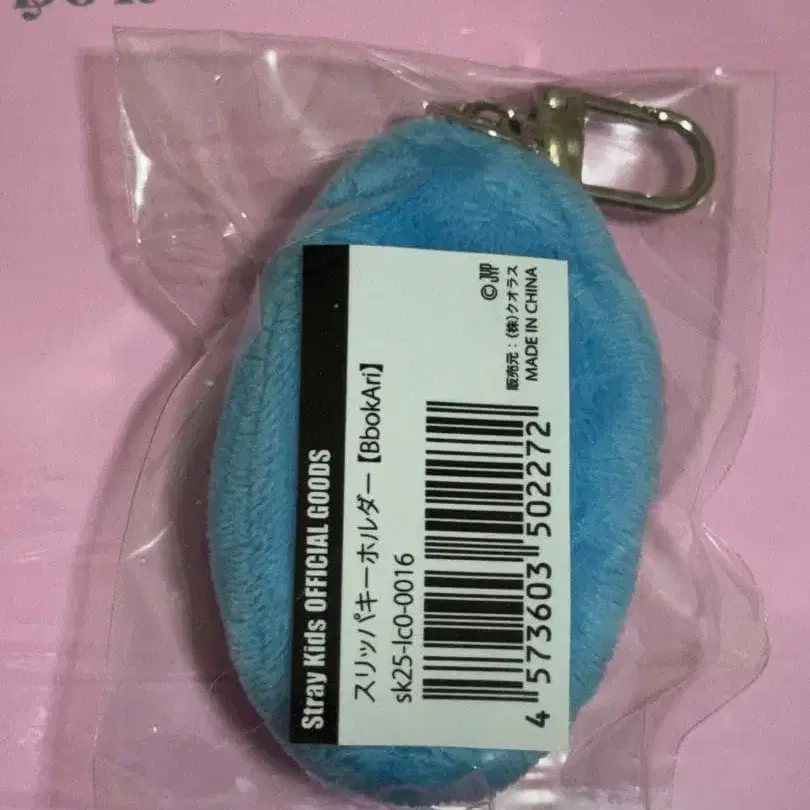 Stray Kids OFFICIAL GOODS
スリッパキーホルダー【BbokAri】
sk25-lc0-0016
4 573603 502272
販売元：(株)クオラス
MADE IN CHINA